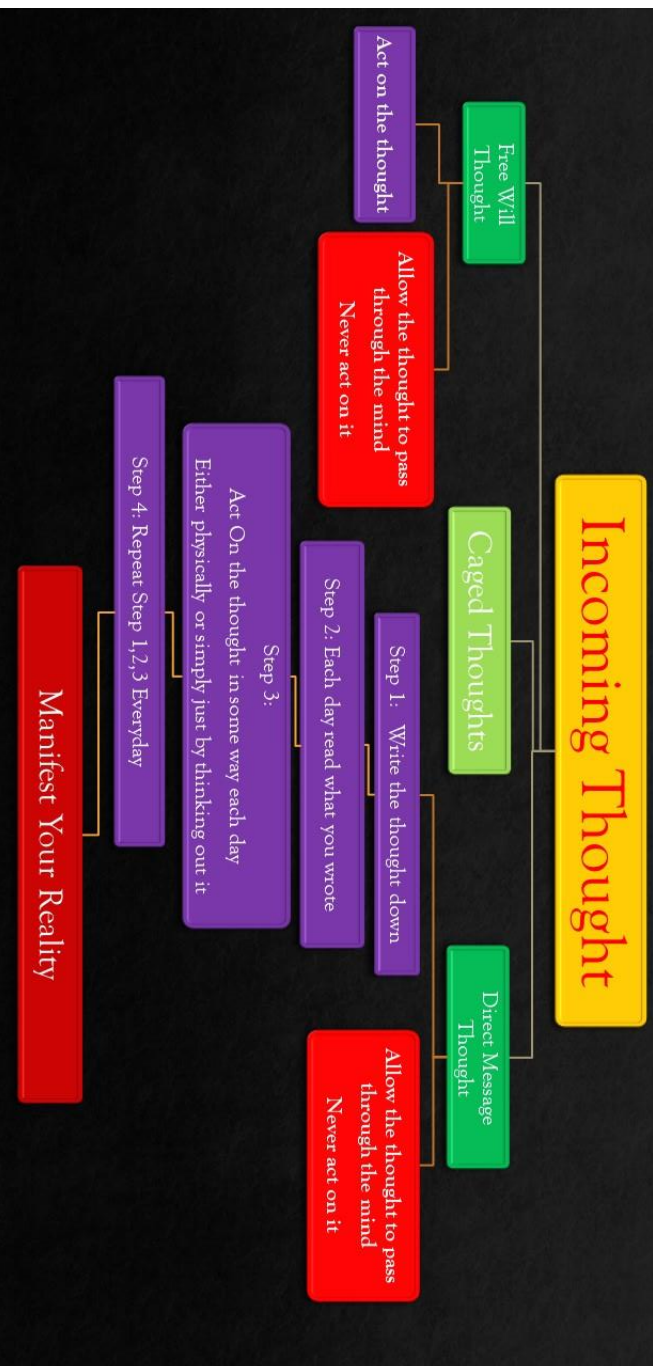 Incoming Thought
Free Will
Thought
Caged Thoughts
Direct Message
Thought
Act on the thought
Allow the thought to pass
through the mind
Never act on it
Step 1: Write the thought down
Allow the thought to pass
through the mind
Never act on it
Step 2: Each day read what you wrote
Step 3:
Act On the thought in some way each day
Either physically or simply just by thinking out it
Step 4: Repeat Step 1,2,3 Everyday
Manifest Your Reality